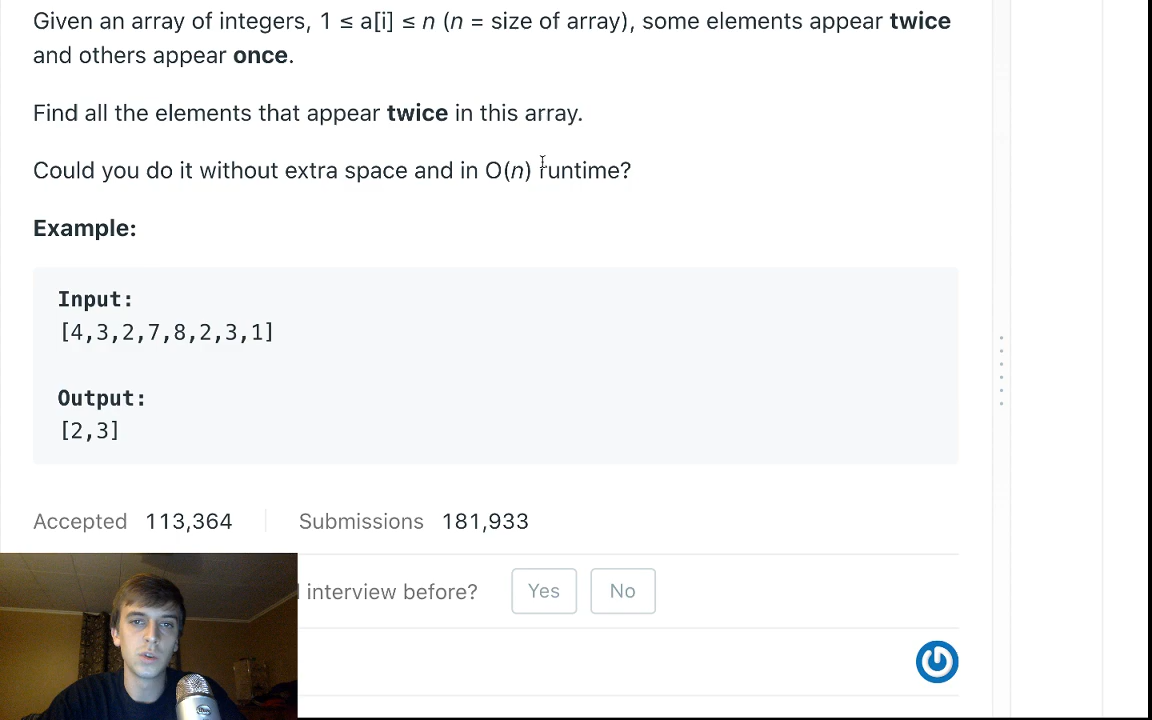 Given an array of integers, 1 ≤ a[i] ≤ n (n = size of array), some elements appear twice
and others appear once.
Find all the elements that appear twice in this array.
Could you do it without extra space and in O(n) runtime?
Example:
Input:
[4,3,2,7,8,2,3,1]
Output:
[2,3]
Accepted 113,364 Submissions 181,933
interview before? Yes No